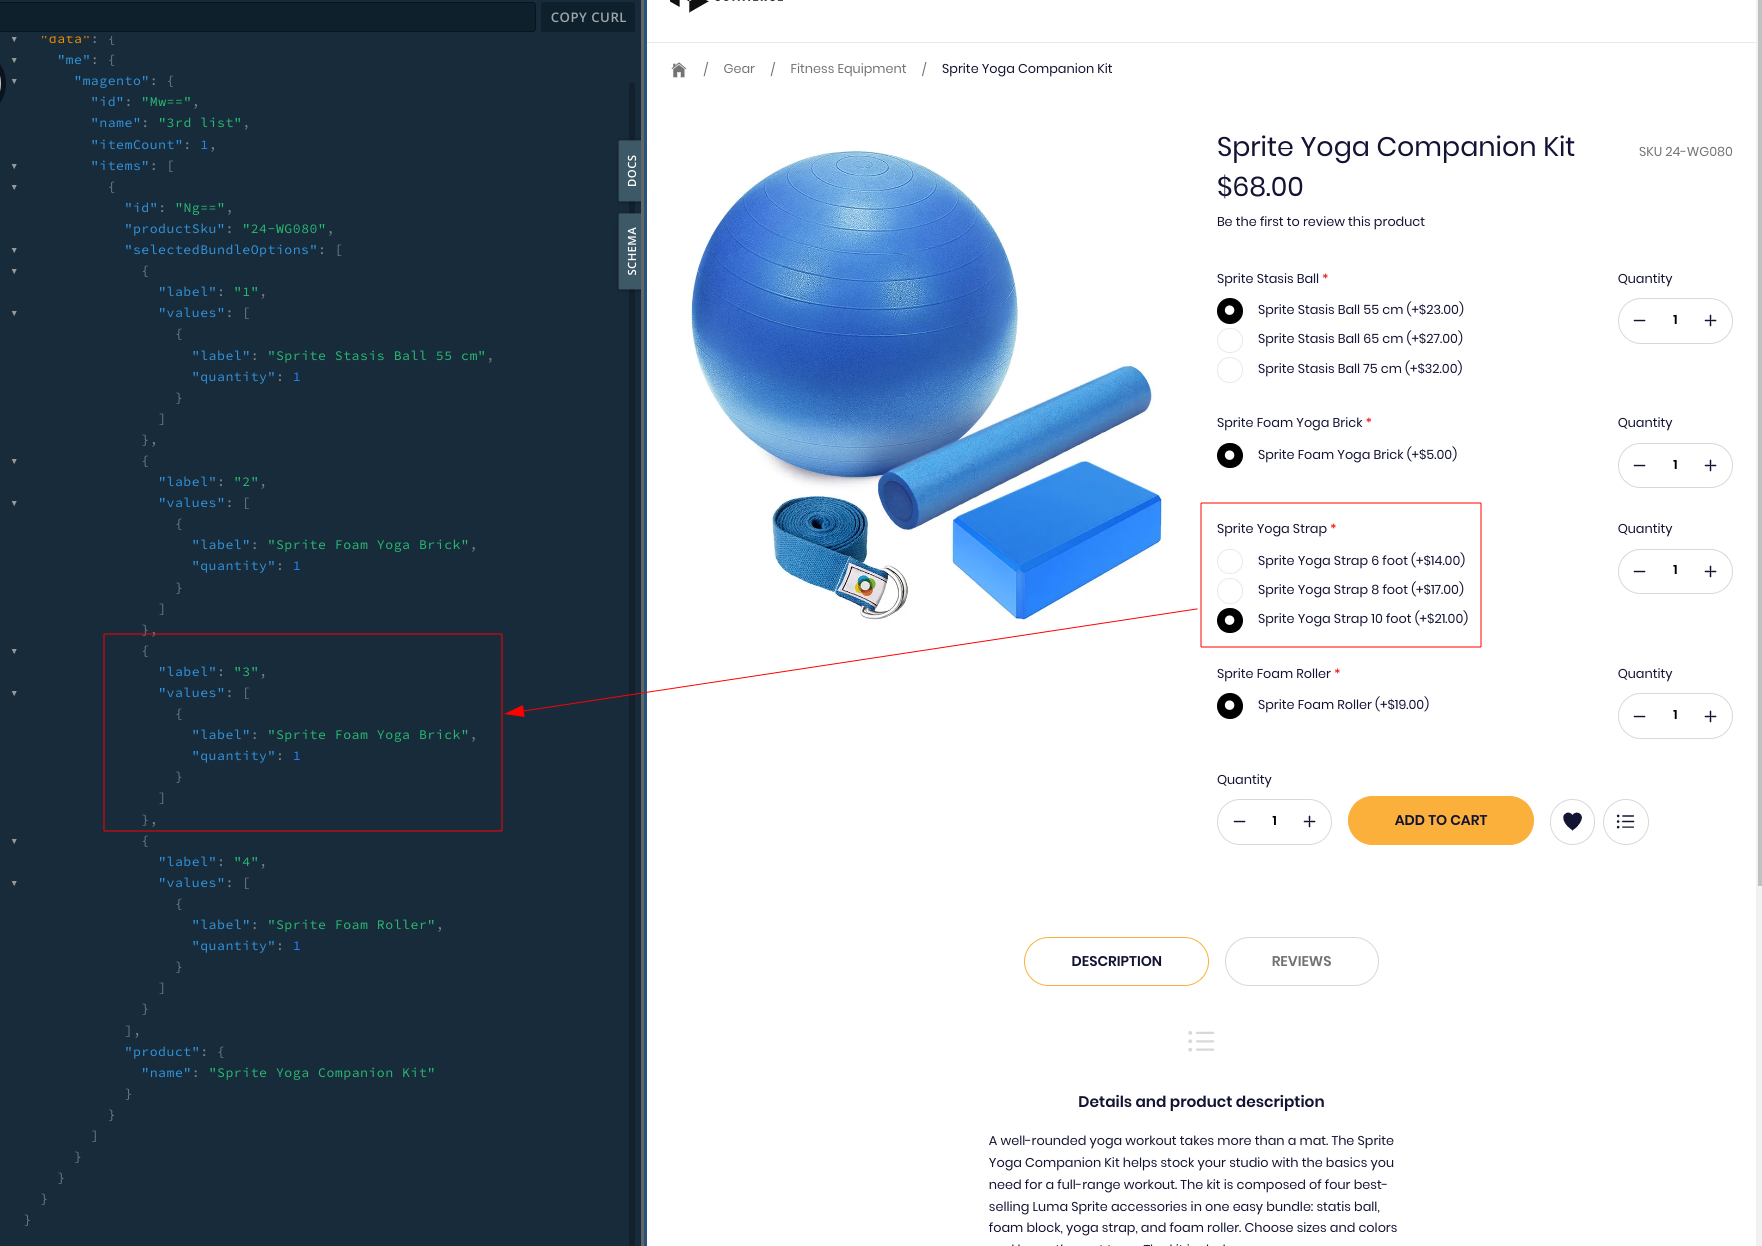 COPY CURL
"data": {
"me": {
"magento": {
"id": "Mw==",
"name": "3rd list",
"itemCount": 1,
"items": [
{
"id": "Ng==",
"productSku": "24-WG080",
"selectedBundleOptions": [
{
"label": "1",
"values": [
{
"label": "Sprite Stasis Ball 55 cm",
"quantity": 1
}
]
},
{
"label": "2",
"values": [
{
"label": "Sprite Foam Yoga Brick",
"quantity": 1
}
]
},
{
"label": "3",
"values": [
{
"label": "Sprite Foam Yoga Brick",
"quantity": 1
}
]
},
{
"label": "4",
"values": [
{
"label": "Sprite Foam Roller",
"quantity": 1
}
]
}
],
"product": {
"name": "Sprite Yoga Companion Kit"
}
}
]
}
}
}
}
DOCS
SCHEMA
/ Gear / Fitness Equipment / Sprite Yoga Companion Kit
Sprite Yoga Companion Kit
SKU 24-WG080
$68.00
Be the first to review this product
Sprite Stasis Ball *
Quantity
Sprite Stasis Ball 55 cm (+$23.00)
− 1 +
Sprite Stasis Ball 65 cm (+$27.00)
Sprite Stasis Ball 75 cm (+$32.00)
Sprite Foam Yoga Brick *
Quantity
Sprite Foam Yoga Brick (+$5.00)
− 1 +
Sprite Yoga Strap *
Quantity
Sprite Yoga Strap 6 foot (+$14.00)
− 1 +
Sprite Yoga Strap 8 foot (+$17.00)
Sprite Yoga Strap 10 foot (+$21.00)
Sprite Foam Roller *
Quantity
Sprite Foam Roller (+$19.00)
− 1 +
Quantity
− 1 +
ADD TO CART
DESCRIPTION
REVIEWS
Details and product description
A well-rounded yoga workout takes more than a mat. The Sprite
Yoga Companion Kit helps stock your studio with the basics you
need for a full-range workout. The kit is composed of four best-
selling Luma Sprite accessories in one easy bundle: statis ball,
foam block, yoga strap, and foam roller. Choose sizes and colors